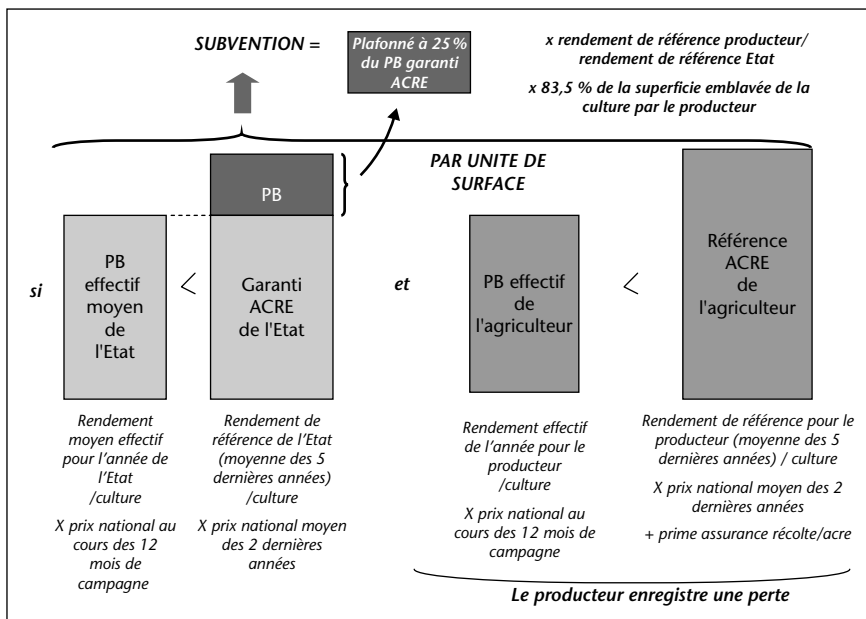 SUBVENTION =
Plafonné à 25 %
du PB garanti
ACRE
x rendement de référence producteur/
rendement de référence Etat
x 83,5 % de la superficie emblavée de la
culture par le producteur
PAR UNITE DE
SURFACE
si
PB
effectif
moyen
de
l'Etat
<
PB
Garanti
ACRE
de l'Etat
et
PB effectif
de
l'agriculteur
<
Référence
ACRE
de
l'agriculteur
Rendement
moyen effectif
pour l'année de
l'Etat
/culture
X prix national au
cours des 12
mois de
campagne
Rendement de
référence de l'Etat
(moyenne des 5
dernières années)
/culture
X prix national moyen
des 2 dernières
années
Rendement effectif
de l'année pour le
producteur
/culture
X prix national au
cours des 12 mois de
campagne
Rendement de référence pour le
producteur (moyenne des 5
dernières années) / culture
X prix national moyen des 2
dernières années
+ prime assurance récolte/acre
Le producteur enregistre une perte